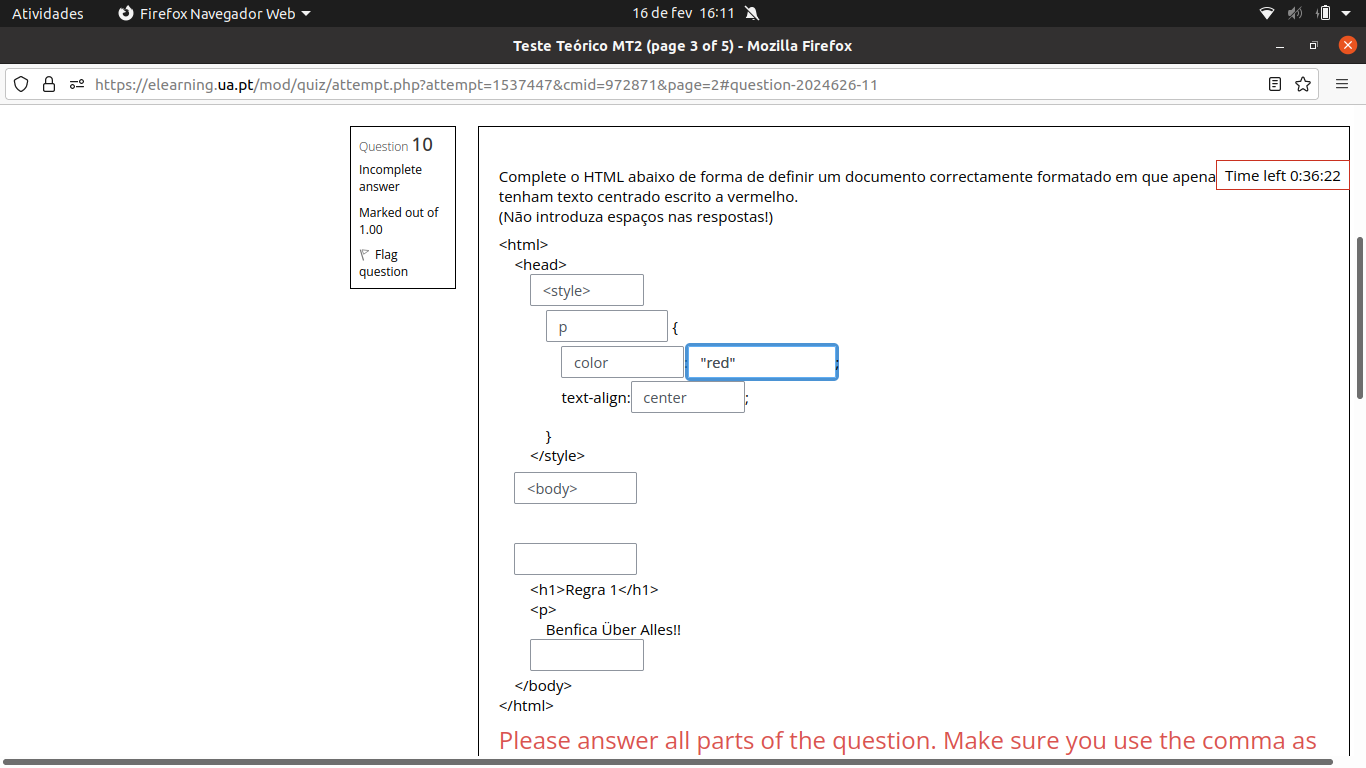 Atividades Firefox Navegador Web 16 de fev 16:11
Teste Teórico MT2 (page 3 of 5) - Mozilla Firefox
https://elearning.ua.pt/mod/quiz/attempt.php?attempt=1537447&cmid=972871&page=2#question-2024626-11
Question 10
Incomplete
answer
Marked out of
1.00
Flag
question
Complete o HTML abaixo de forma de definir um documento correctamente formatado em que apena
Time left 0:36:22
tenham texto centrado escrito a vermelho.
(Não introduza espaços nas respostas!)
<html>
<head>
<style>
p {
color : "red" ;
text-align: center ;
}
</style>
<body>
<h1>Regra 1</h1>
<p>
Benfica Über Alles!!
</body>
</html>
Please answer all parts of the question. Make sure you use the comma as